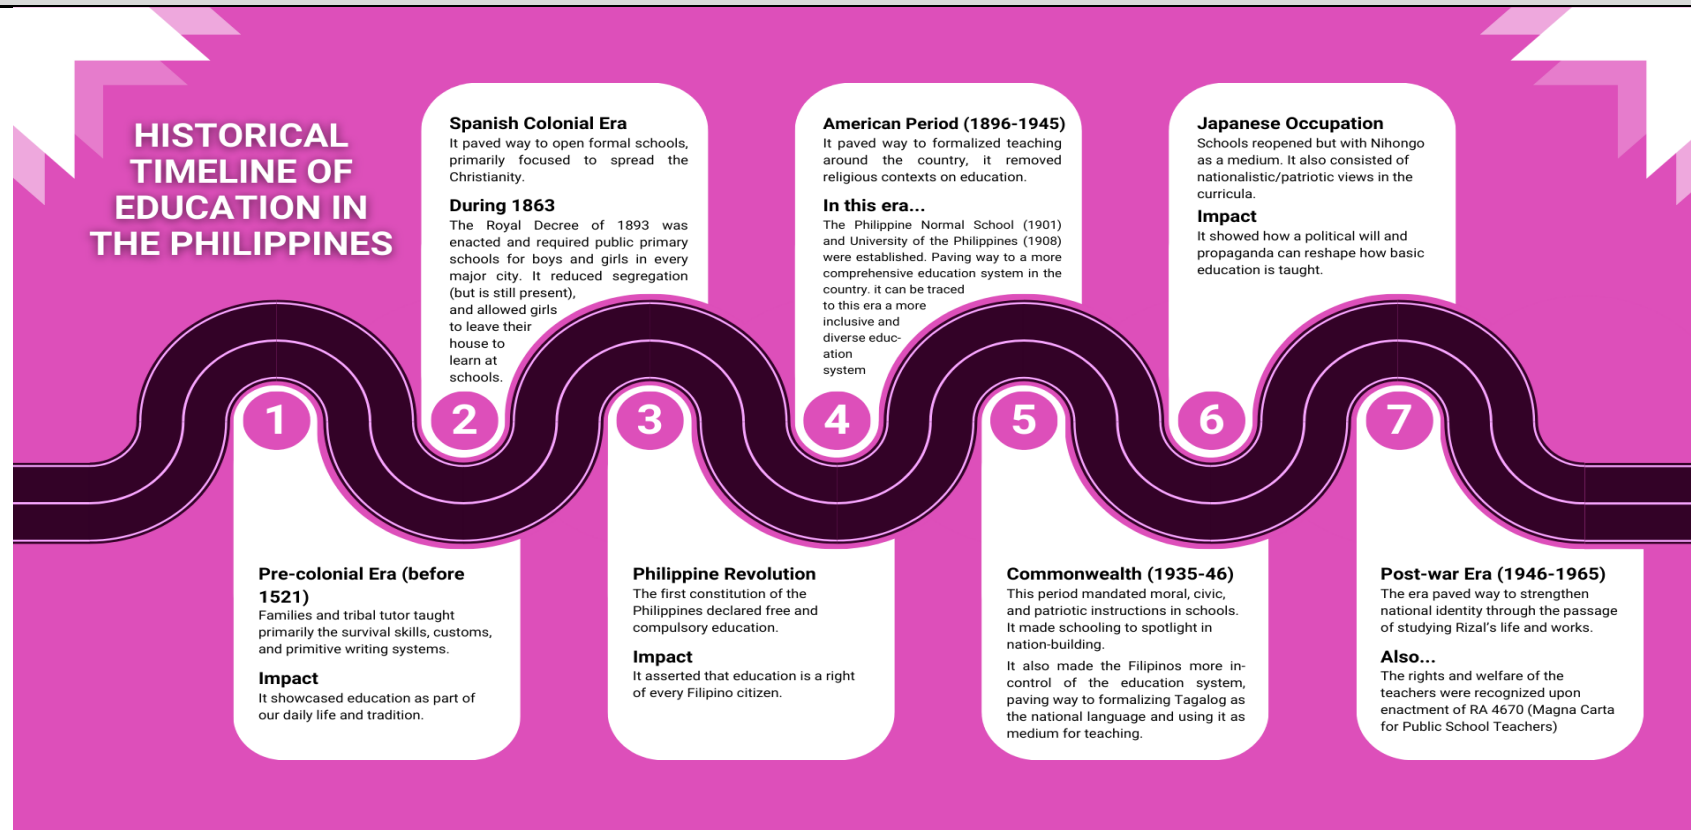 HISTORICAL
TIMELINE OF
EDUCATION IN
THE PHILIPPINES
1
Pre-colonial Era (before
1521)
Families and tribal tutor taught
primarily the survival skills, customs,
and primitive writing systems.
Impact
It showcased education as part of
our daily life and tradition.
Spanish Colonial Era
It paved way to open formal schools,
primarily focused to spread the
Christianity.
During 1863
The Royal Decree of 1893 was
enacted and required public primary
schools for boys and girls in every
major city. It reduced segregation
(but is still present),
and allowed girls
to leave their
house to
learn at
schools.
2
3
Philippine Revolution
The first constitution of the
Philippines declared free and
compulsory education.
Impact
It asserted that education is a right
of every Filipino citizen.
American Period (1896-1945)
It paved way to formalized teaching
around the country, it removed
religious contexts on education.
In this era...
The Philippine Normal School (1901)
and University of the Philippines (1908)
were established. Paving way to a more
comprehensive education system in the
country. it can be traced
to this era a more
inclusive and
diverse educ-
ation
system
4
5
Commonwealth (1935-46)
This period mandated moral, civic,
and patriotic instructions in schools.
It made schooling to spotlight in
nation-building.
It also made the Filipinos more in-
control of the education system,
paving way to formalizing Tagalog as
the national language and using it as
medium for teaching.
Japanese Occupation
Schools reopened but with Nihongo
as a medium. It also consisted of
nationalistic/patriotic views in the
curricula.
Impact
It showed how a political will and
propaganda can reshape how basic
education is taught.
6
7
Post-war Era (1946-1965)
The era paved way to strengthen
national identity through the passage
of studying Rizal's life and works.
Also...
The rights and welfare of the
teachers were recognized upon
enactment of RA 4670 (Magna Carta
for Public School Teachers)